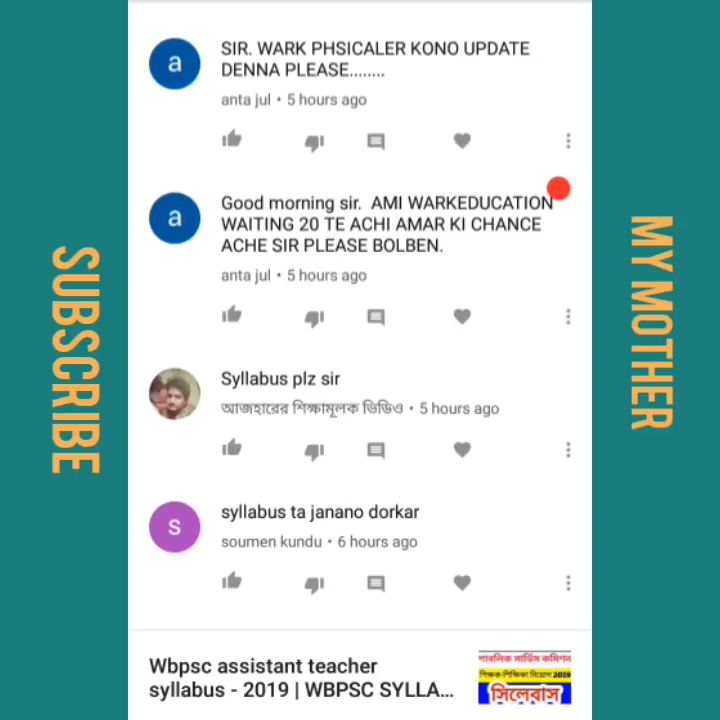 SUBSCRIBE
a
SIR. WARK PHSICALER KONO UPDATE
DENNA PLEASE........
anta jul • 5 hours ago
a
Good morning sir. AMI WARKEDUCATION
WAITING 20 TE ACHI AMAR KI CHANCE
ACHE SIR PLEASE BOLBEN.
anta jul • 5 hours ago
Syllabus plz sir
আজহারের শিক্ষামূলক ভিডিও • 5 hours ago
s
syllabus ta janano dorkar
soumen kundu • 6 hours ago
Wbpsc assistant teacher
syllabus - 2019 | WBPSC SYLLA...
পাবলিক সার্ভিস কমিশন
শিক্ষক-শিক্ষিকা নিয়োগ 2019
সিলেবাস
MY MOTHER